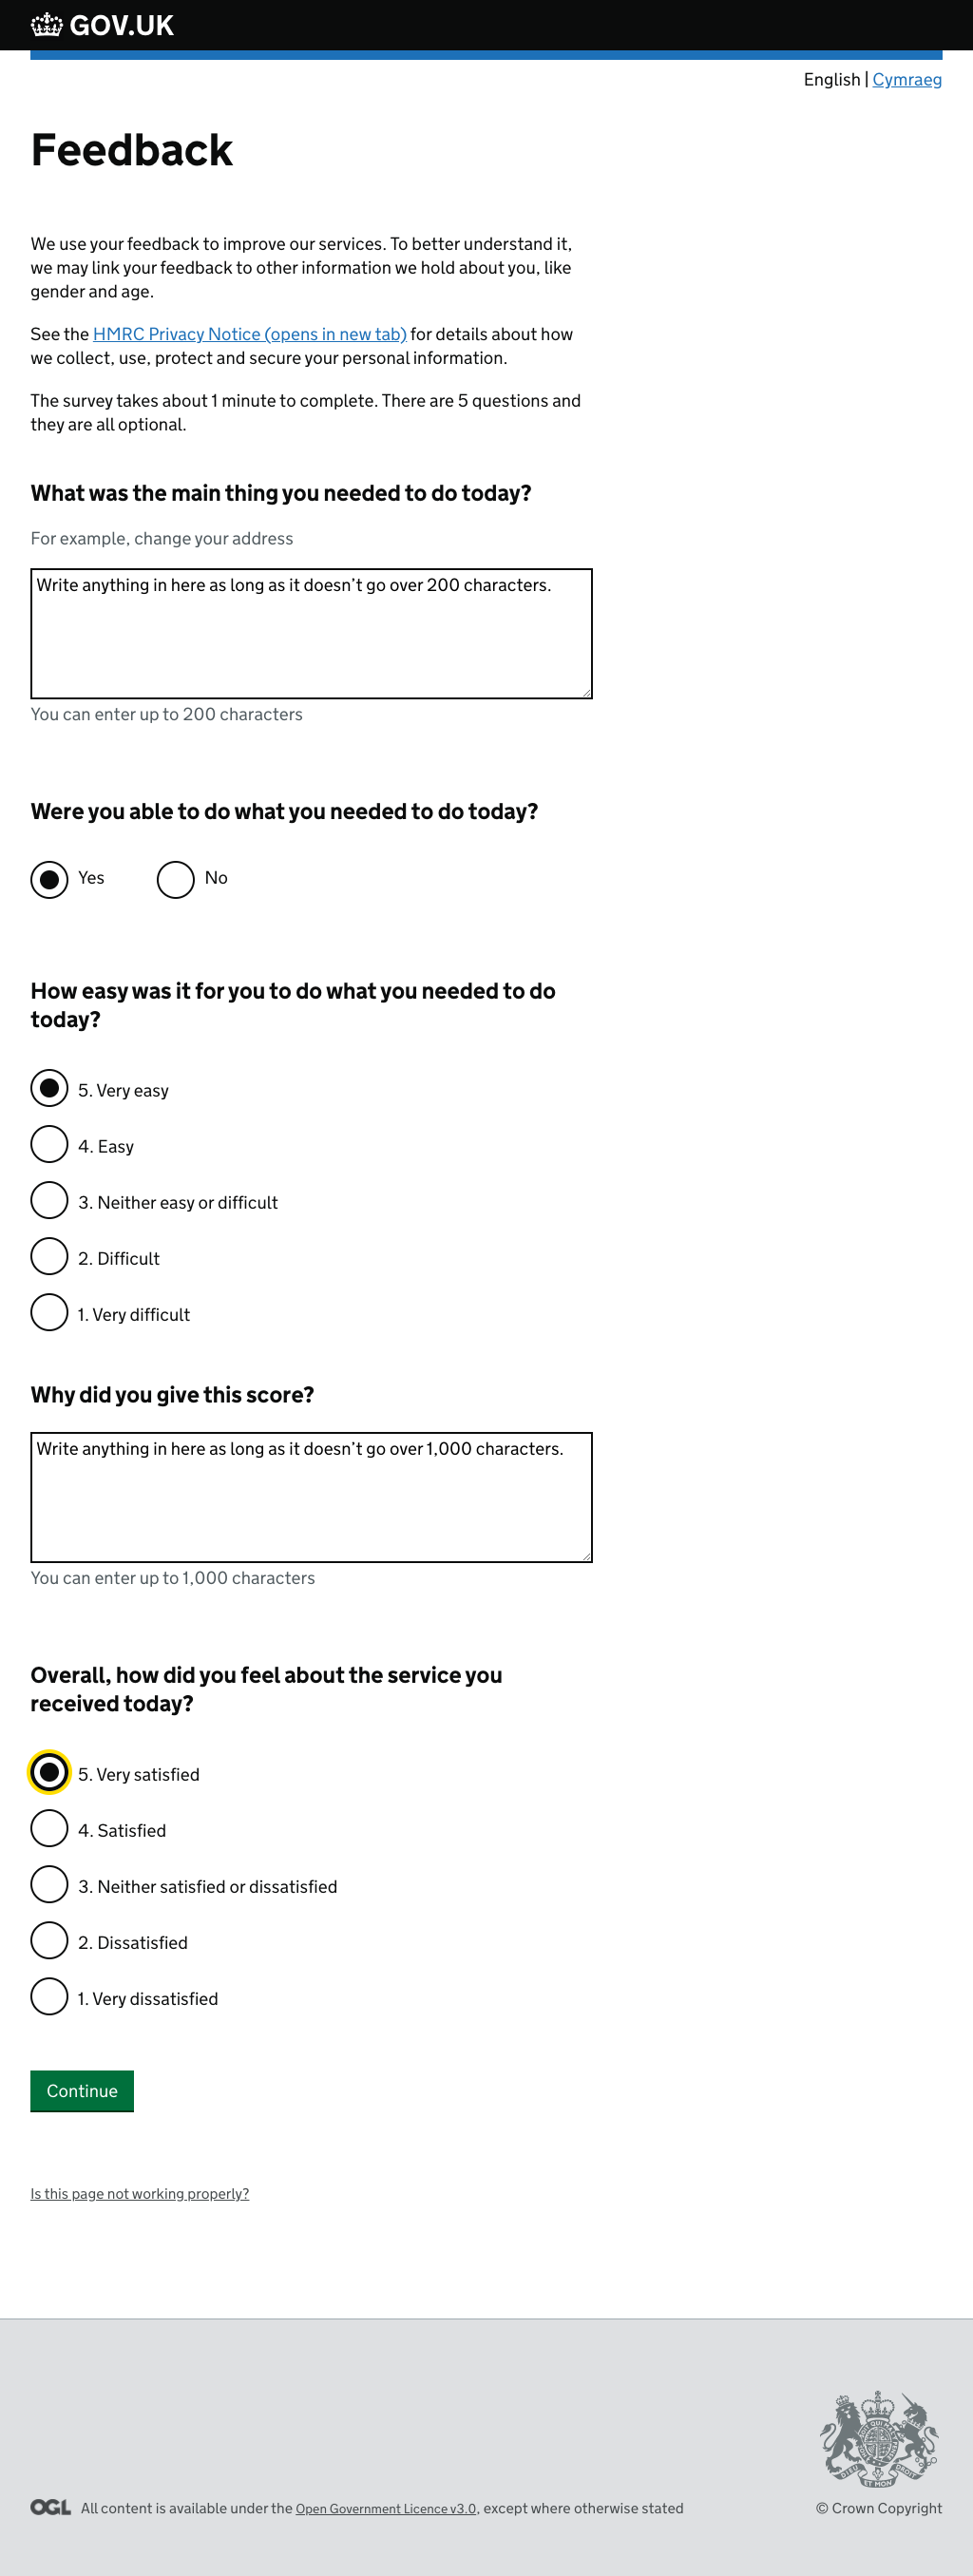 GOV.UK
English | Cymraeg
Feedback
We use your feedback to improve our services. To better understand it,
we may link your feedback to other information we hold about you, like
gender and age.
See the HMRC Privacy Notice (opens in new tab) for details about how
we collect, use, protect and secure your personal information.
The survey takes about 1 minute to complete. There are 5 questions and
they are all optional.
What was the main thing you needed to do today?
For example, change your address
Write anything in here as long as it doesn’t go over 200 characters.
You can enter up to 200 characters
Were you able to do what you needed to do today?
Yes No
How easy was it for you to do what you needed to do
today?
5. Very easy
4. Easy
3. Neither easy or difficult
2. Difficult
1. Very difficult
Why did you give this score?
Write anything in here as long as it doesn’t go over 1,000 characters.
You can enter up to 1,000 characters
Overall, how did you feel about the service you
received today?
5. Very satisfied
4. Satisfied
3. Neither satisfied or dissatisfied
2. Dissatisfied
1. Very dissatisfied
Continue
Is this page not working properly?
DIEU ET MON DROIT
OGL All content is available under the Open Government Licence v3.0, except where otherwise stated
© Crown Copyright